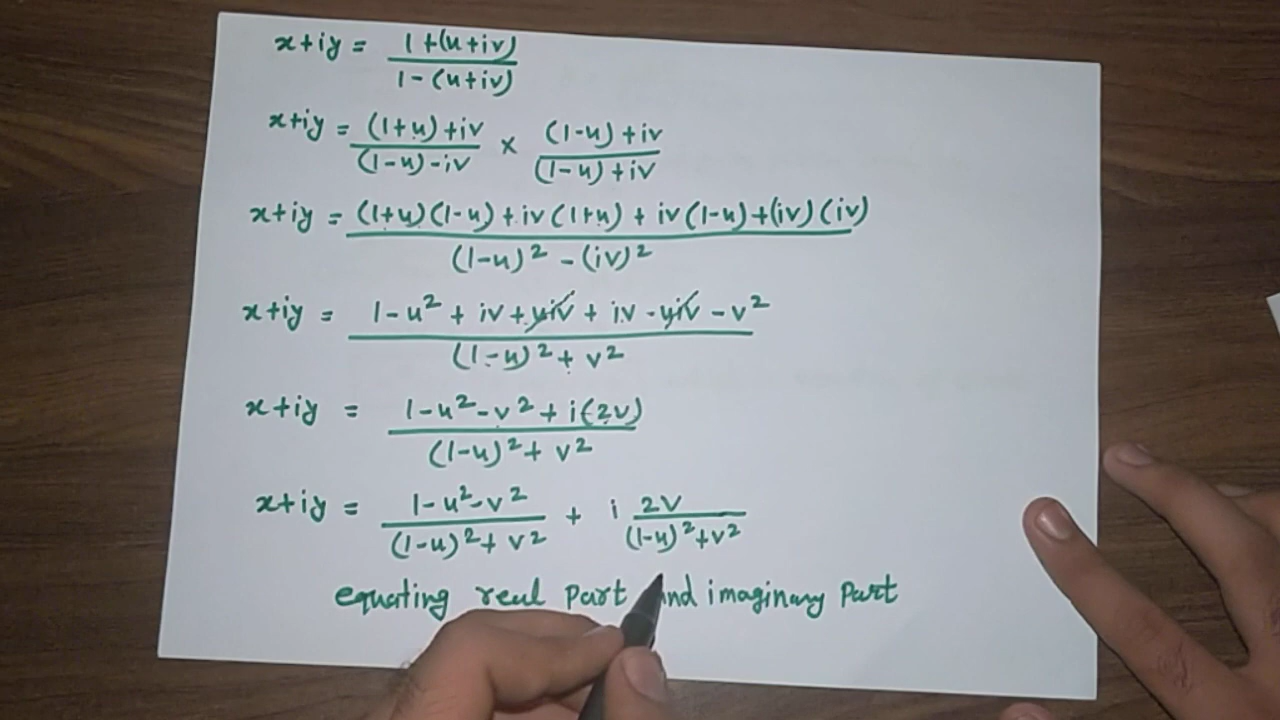 x+iy = 1+(u+iv) / 1-(u+iv)
x+iy = (1+u)+iv / (1-u)-iv × (1-u)+iv / (1-u)+iv
x+iy = (1+u)(1-u)+iv(1+u)+iv(1-u)+(iv)(iv) / (1-u)² - (iv)²
x+iy = 1-u² + iv + uiv + iv - uiv - v² / (1-u)² + v²
x+iy = 1-u²-v² + i(2v) / (1-u)² + v²
x+iy = 1-u²-v² / (1-u)² + v² + i 2v / (1-u)² + v²
equating real part and imaginary part